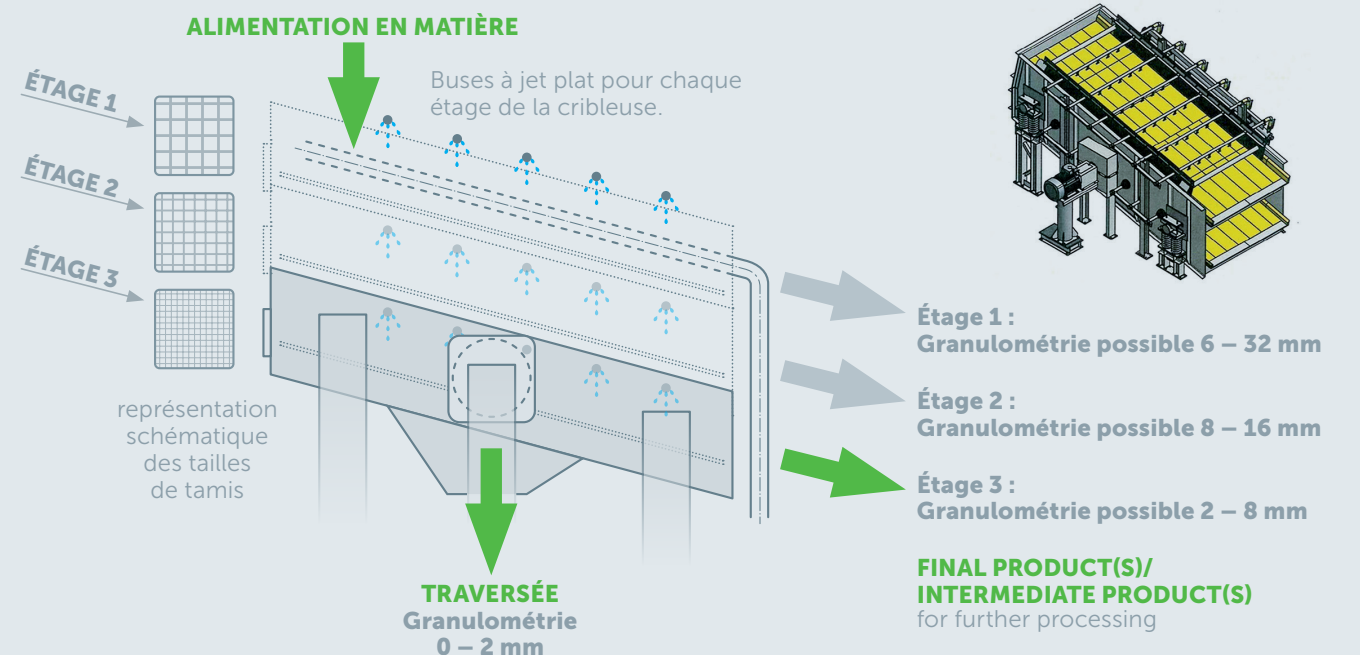 ALIMENTATION EN MATIÈRE
Buses à jet plat pour chaque
étage de la cribleuse.
ÉTAGE 1
ÉTAGE 2
ÉTAGE 3
représentation
schématique
des tailles
de tamis
Étage 1 :
Granulométrie possible 6 – 32 mm
Étage 2 :
Granulométrie possible 8 – 16 mm
Étage 3 :
Granulométrie possible 2 – 8 mm
FINAL PRODUCT(S)/
INTERMEDIATE PRODUCT(S)
for further processing
TRAVERSÉE
Granulométrie
0 – 2 mm